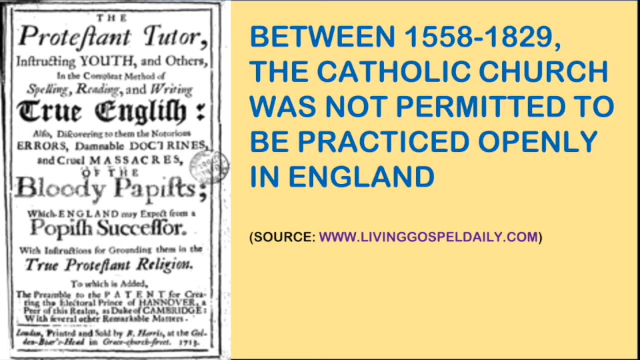 THE
Proteſtant Tutor,
Inſtructing YOUTH, and Others,
In the Compleat Method of
Spelling, Reading, and Writing
True Engliſh:
Alſo, Diſcovering to them the Notorious
ERRORS, Damnable DOCTRINES,
and Cruel MASSACRES,
OF THE
Bloody Papiſts;
Which ENGLAND may Expect from a
Popiſh Succeſſor.
With Inſtructions for Grounding them in the
True Proteſtant Religion.
To which is Added,
The Preamble to the PATENT for Crea-
ting the Electoral Prince of HANNOVER, a
Peer of this Realm, as Duke of CAMBRIDGE:
With ſeveral other Remarkable Matters.
London, Printed and Sold by R. Harris, at the Gol-
den-Boar's-Head in Grace-church-ſtreet. 1713.
BETWEEN 1558-1829,
THE CATHOLIC CHURCH
WAS NOT PERMITTED TO
BE PRACTICED OPENLY
IN ENGLAND
(SOURCE: WWW.LIVINGGOSPELDAILY.COM)